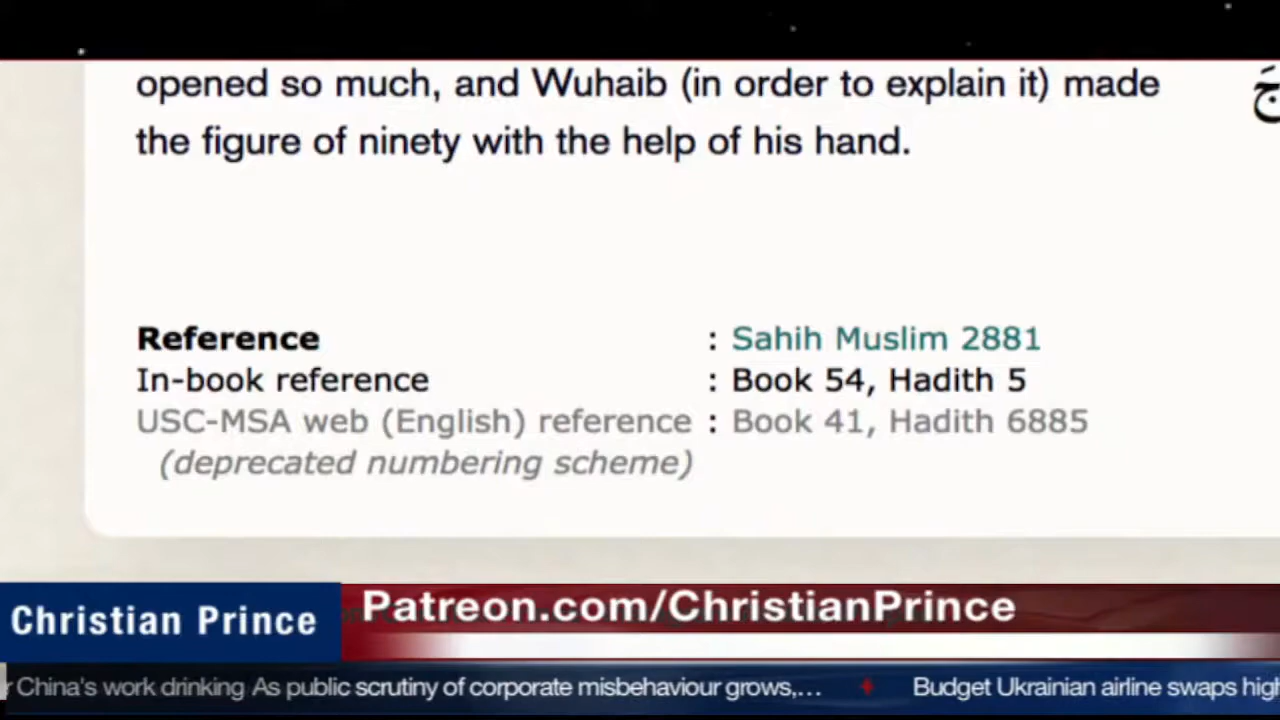 opened so much, and Wuhaib (in order to explain it) made
the figure of ninety with the help of his hand.
Reference : Sahih Muslim 2881
In-book reference : Book 54, Hadith 5
USC-MSA web (English) reference : Book 41, Hadith 6885
(deprecated numbering scheme)
Christian Prince
Patreon.com/ChristianPrince
China's work drinking As public scrutiny of corporate misbehaviour grows,... Budget Ukrainian airline swaps